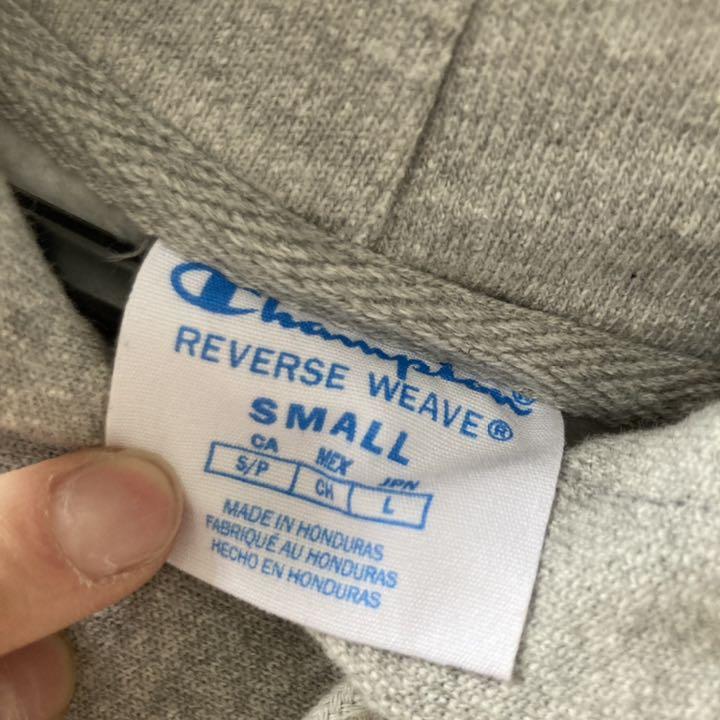 Champion®
REVERSE WEAVE®
SMALL
CA MEX JPN
S/P CH L
MADE IN HONDURAS
FABRIQUÉ AU HONDURAS
HECHO EN HONDURAS